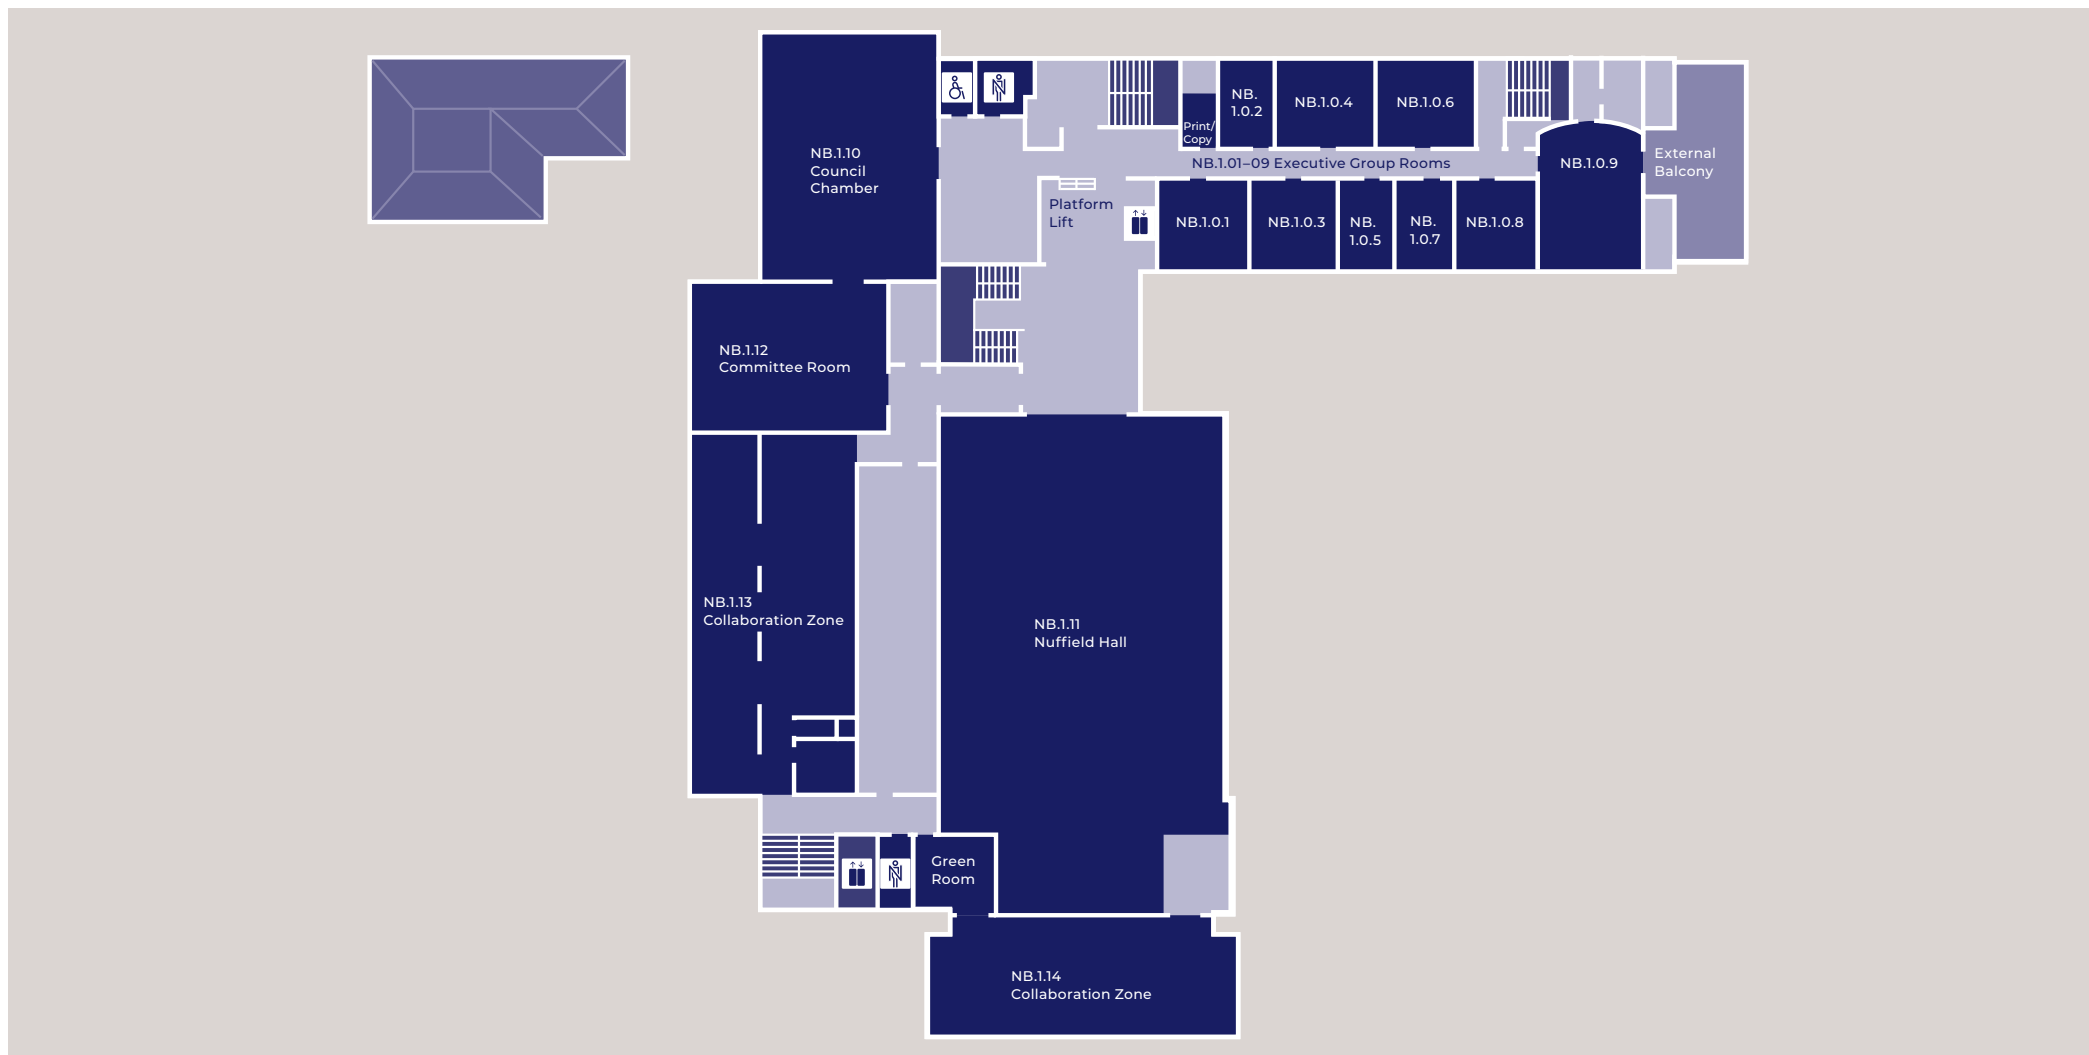 NB.1.10
Council
Chamber
Print/
Copy
NB.
1.0.2
NB.1.0.4
NB.1.0.6
NB.1.01–09 Executive Group Rooms
NB.1.0.9
External
Balcony
Platform
Lift
NB.1.0.1
NB.1.0.3
NB.
1.0.5
NB.
1.0.7
NB.1.0.8
NB.1.12
Committee Room
NB.1.13
Collaboration Zone
NB.1.11
Nuffield Hall
Green
Room
NB.1.14
Collaboration Zone